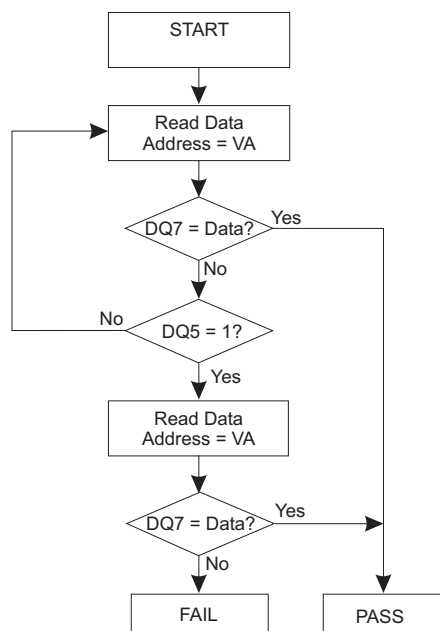 START
Read Data
Address = VA
DQ7 = Data?
Yes
No
No
DQ5 = 1?
Yes
Read Data
Address = VA
DQ7 = Data?
Yes
No
FAIL
PASS